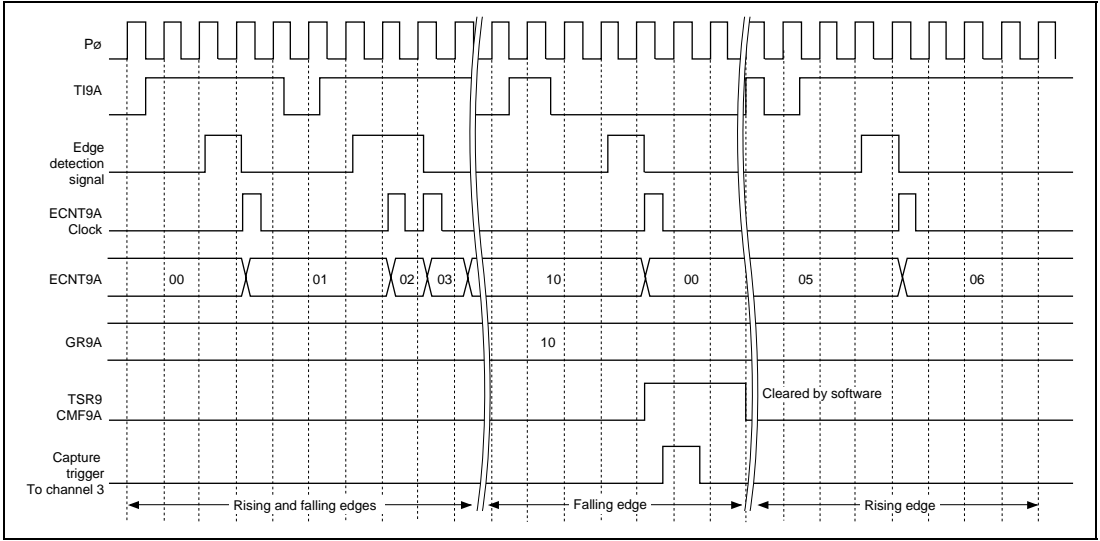 Pø
TI9A
Edge
detection
signal
ECNT9A
Clock
ECNT9A
00
01
02
03
10
00
05
06
GR9A
10
TSR9
CMF9A
Cleared by software
Capture
trigger
To channel 3
Rising and falling edges
Falling edge
Rising edge